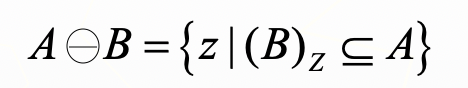 A ⊖ B = {z | (B)_Z ⊆ A}